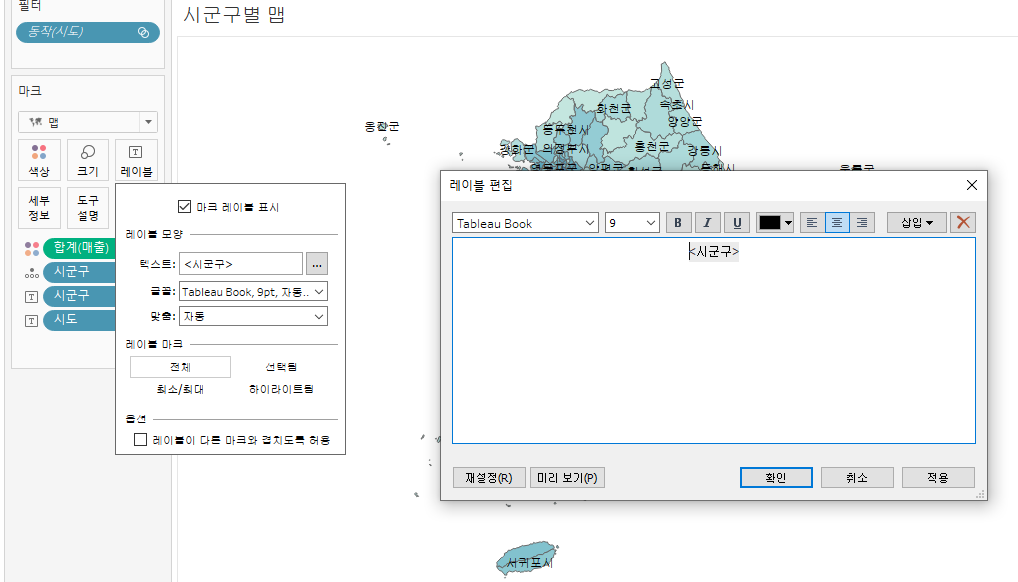 필터
동작(시도)
마크
맵
색상
크기
레이블
세부
정보
도구
설명
합계(매출)
시군구
시군구
시도
마크 레이블 표시
레이블 모양
텍스트:
<시군구>
...
글꼴:
Tableau Book, 9pt, 자동..
맞춤:
자동
레이블 마크
전체
선택됨
최소/최대
하이라이트됨
옵션
레이블이 다른 마크와 겹치도록 허용
시군구별 맵
고성군
속초시
화천군
양양군
옹진군
동두천시
강화군
의정부시
홍천군
강릉시
레이블 편집
Tableau Book
9
B
I
U
삽입
<시군구>
재설정(R)
미리 보기(P)
확인
취소
적용
서귀포시